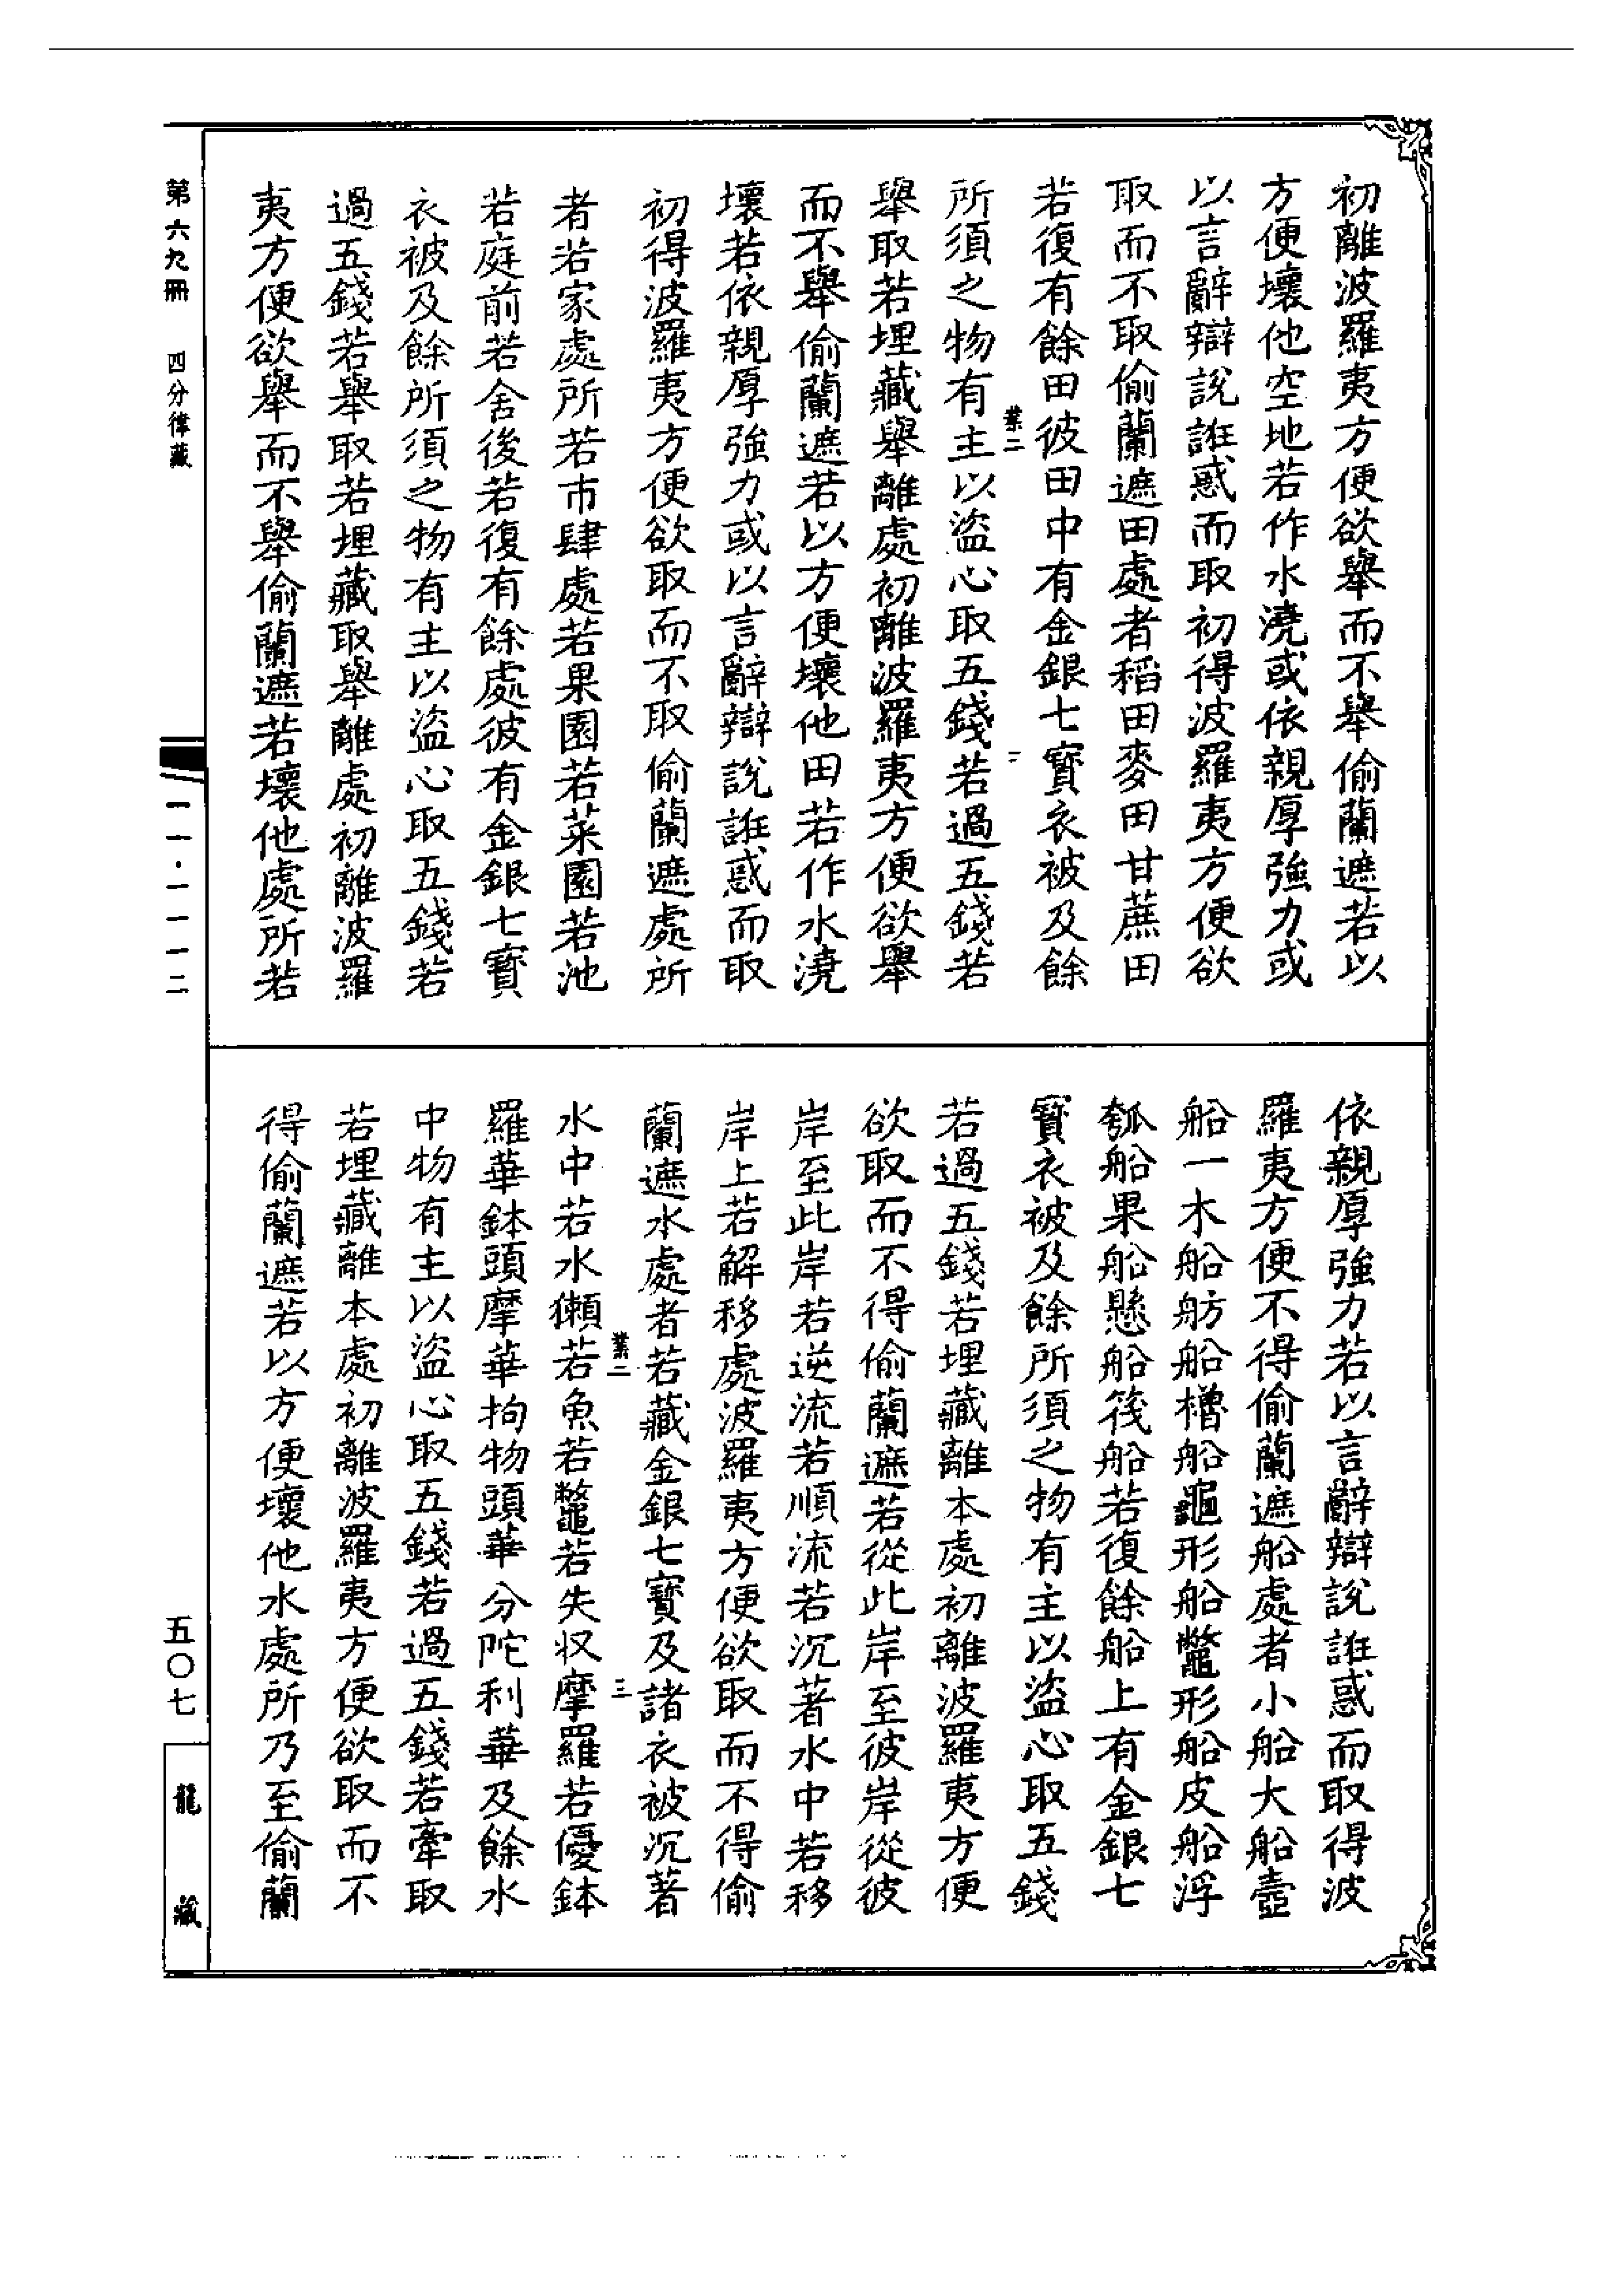 初離波羅夷方便欲舉而不舉偷蘭遮若以
方便壞他空地若作水澆或依親厚強力或
以言辭辯說誑惑而取初得波羅夷方便欲
取而不取偷蘭遮田處者稻田麥田甘蔗田
若復有餘田彼田中有金銀七寶衣被及餘
業二 二
所須之物有主以盜心取五錢若過五錢若
舉取若埋藏舉離處初離波羅夷方便欲舉
而不舉偷蘭遮若以方便壞他田若作水澆
壞若依親厚強力或以言辭辯說誑惑而取
初得波羅夷方便欲取而不取偷蘭遮處所
者若家處所若市肆處若果園若菜園若池
若庭前若舍後若復有餘處彼有金銀七寶
衣被及餘所須之物有主以盜心取五錢若
過五錢若舉取若埋藏取舉離處初離波羅
夷方便欲舉而不舉偷蘭遮若壞他處所若
依親厚強力若以言辭辯說誑惑而取得波
羅夷方便不得偷蘭遮船處者小船大船臺
船一木船舫船櫓船龜形船鼈形船皮船浮
瓠船果船懸船筏船若復餘船上有金銀七
寶衣被及餘所須之物有主以盜心取五錢
若過五錢若埋藏離本處初離波羅夷方便
欲取而不得偷蘭遮若從此岸至彼岸從彼
岸至此岸若逆流若順流若沉著水中若移
岸上若解移處波羅夷方便欲取而不得偷
蘭遮水處者若藏金銀七寶及諸衣被沉著
業二 三
水中若水獺若魚若鼈若失収摩羅若優鉢
羅華鉢頭摩華拘物頭華分陀利華及餘水
中物有主以盜心取五錢若過五錢若牽取
若埋藏離本處初離波羅夷方便欲取而不
得偷蘭遮若以方便壞他水處所乃至偷蘭
第六九冊 四分律藏
一一·一一一二
五〇七
龍藏